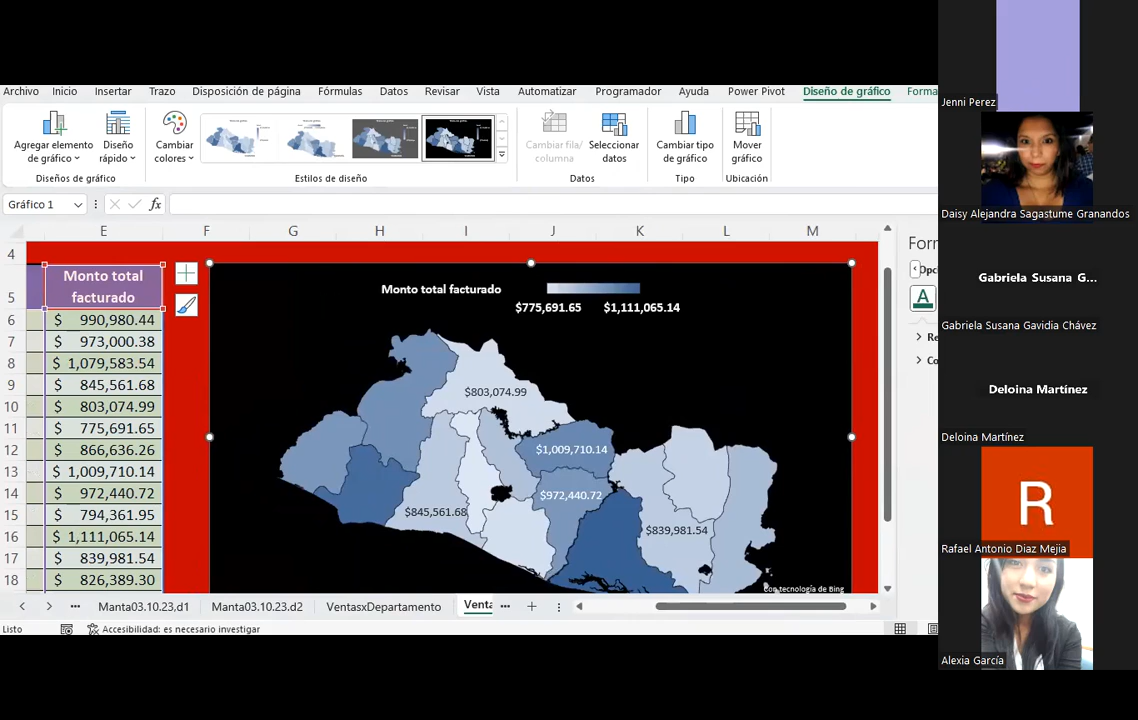 Archivo Inicio Insertar Trazo Disposición de página Fórmulas Datos Revisar Vista Automatizar Programador Ayuda Power Pivot Diseño de gráfico Forma
Agregar elemento de gráfico
Diseño rápido
Cambiar colores
Cambiar fila/ columna
Seleccionar datos
Cambiar tipo de gráfico
Mover gráfico
Diseños de gráfico
Estilos de diseño
Datos
Tipo
Ubicación
Gráfico 1
fx
E F G H I J K L M
4
5 Monto total facturado
6 $ 990,980.44
7 $ 973,000.38
8 $ 1,079,583.54
9 $ 845,561.68
10 $ 803,074.99
11 $ 775,691.65
12 $ 866,636.26
13 $ 1,009,710.14
14 $ 972,440.72
15 $ 794,361.95
16 $ 1,111,065.14
17 $ 839,981.54
18 $ 826,389.30
Monto total facturado
$775,691.65 $1,111,065.14
$803,074.99
$1,009,710.14
$972,440.72
$845,561.68
$839,981.54
Con tecnología de Bing
Form
Opci
A
Re
Co
Manta03.10.23.d1 Manta03.10.23.d2 VentasxDepartamento Venta
Listo
Accesibilidad: es necesario investigar
Jenni Perez
Daisy Alejandra Sagastume Granandos
Gabriela Susana G...
Gabriela Susana Gavidia Chávez
Deloina Martínez
Deloina Martínez
R
Rafael Antonio Diaz Mejia
Alexia García